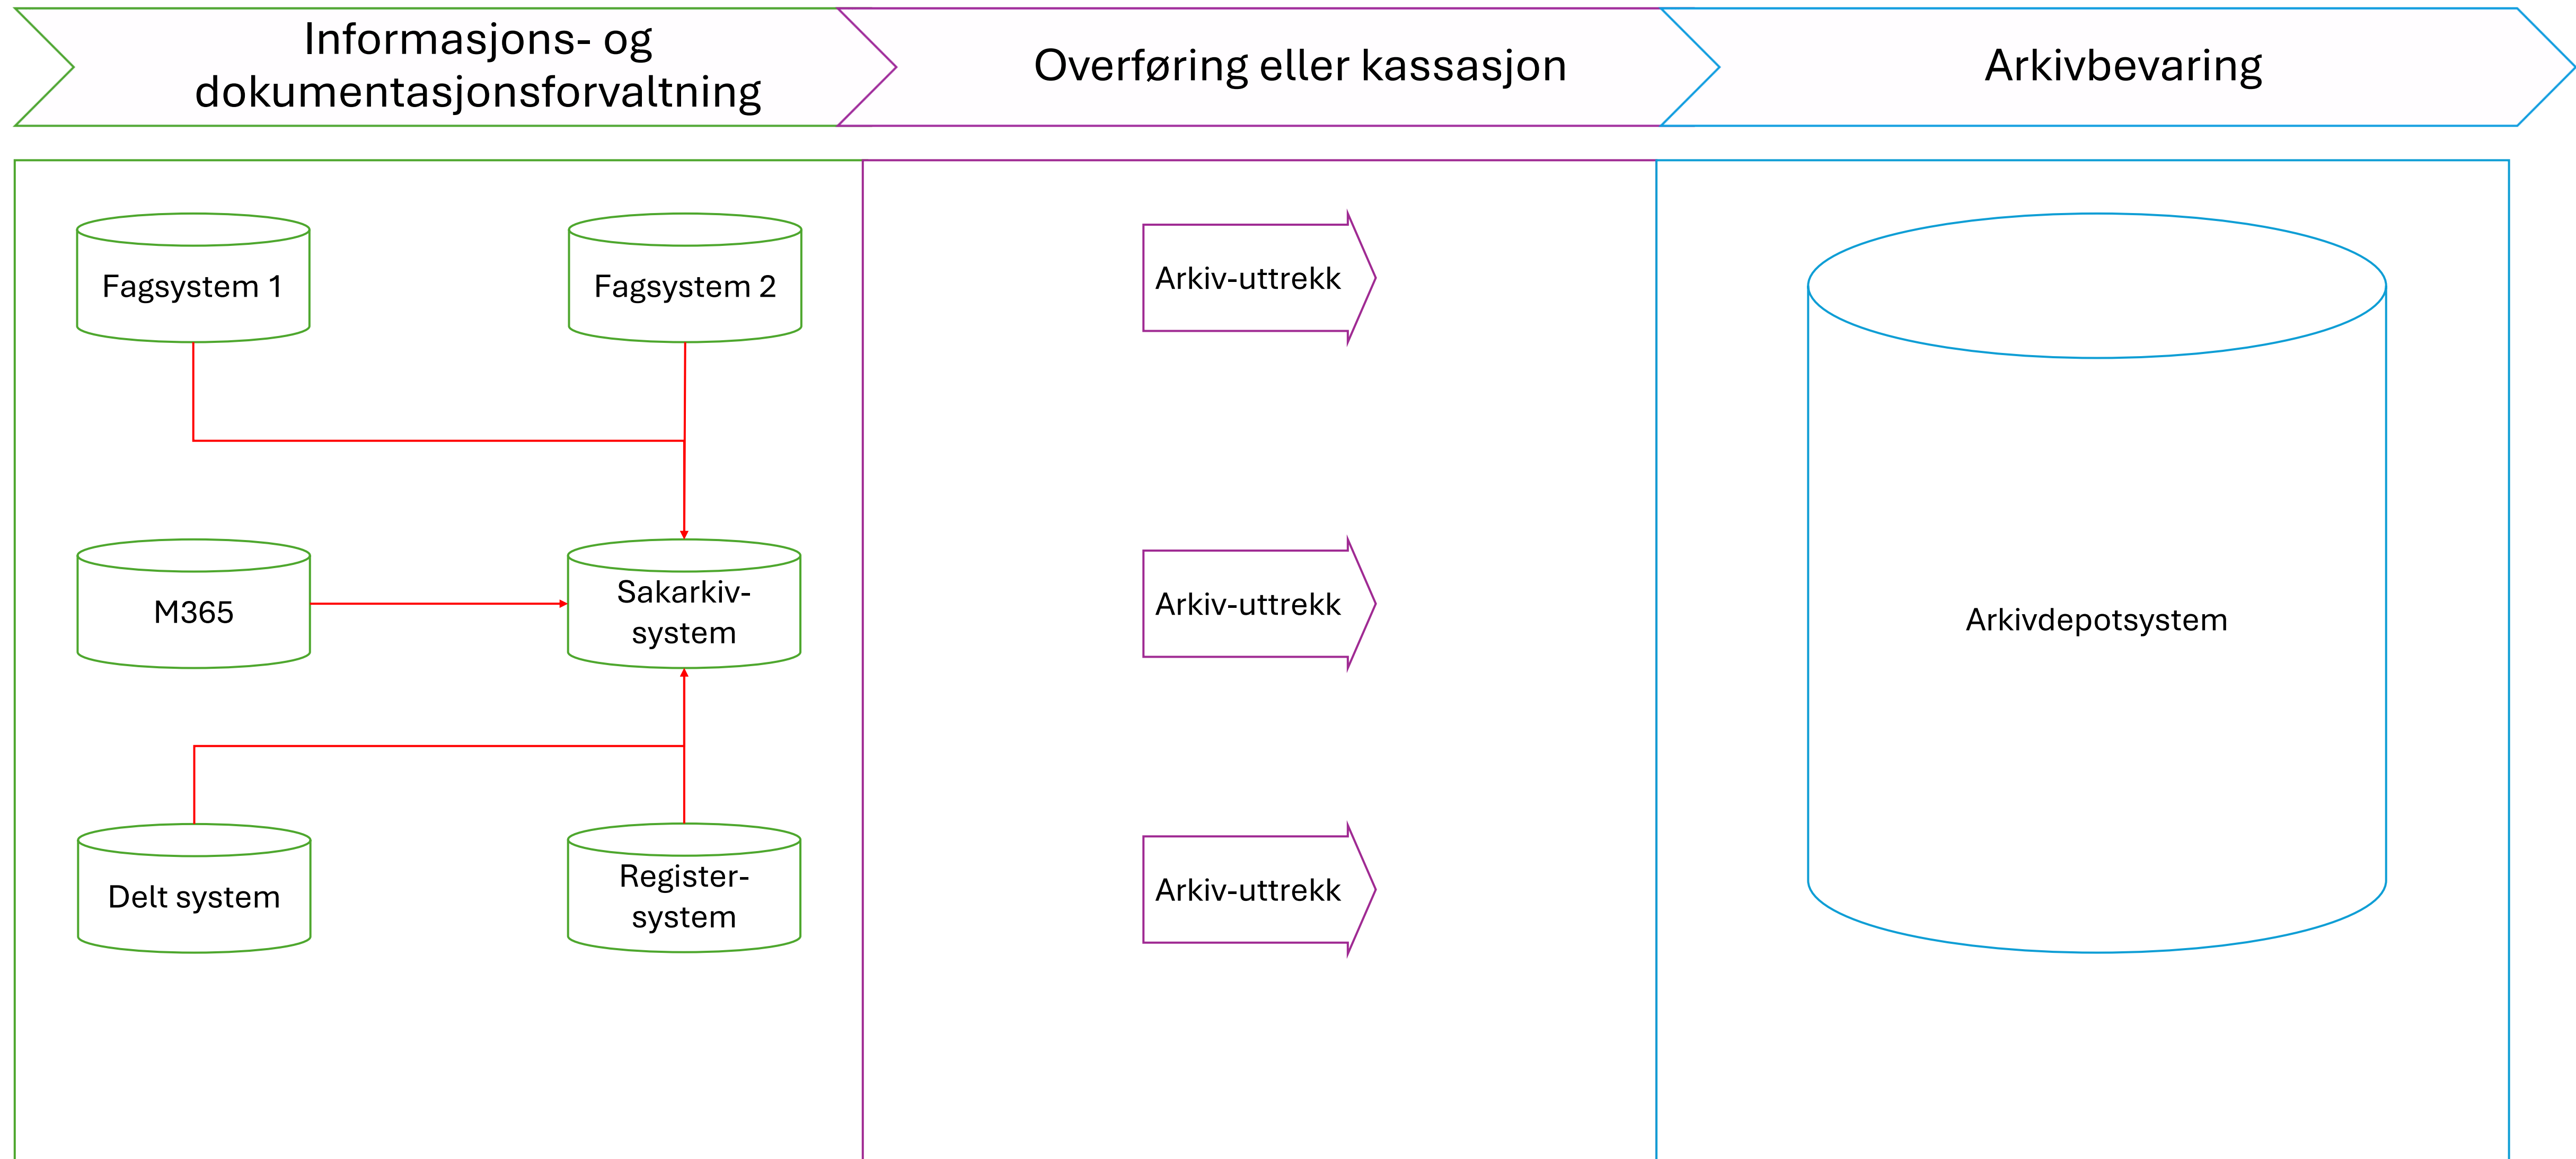 Informasjons- og
dokumentasjonsforvaltning
Overføring eller kassasjon
Arkivbevaring
Fagsystem 1
Fagsystem 2
Arkiv-uttrekk
M365
Sakarkiv-
system
Arkiv-uttrekk
Arkivdepotsystem
Delt system
Register-
system
Arkiv-uttrekk